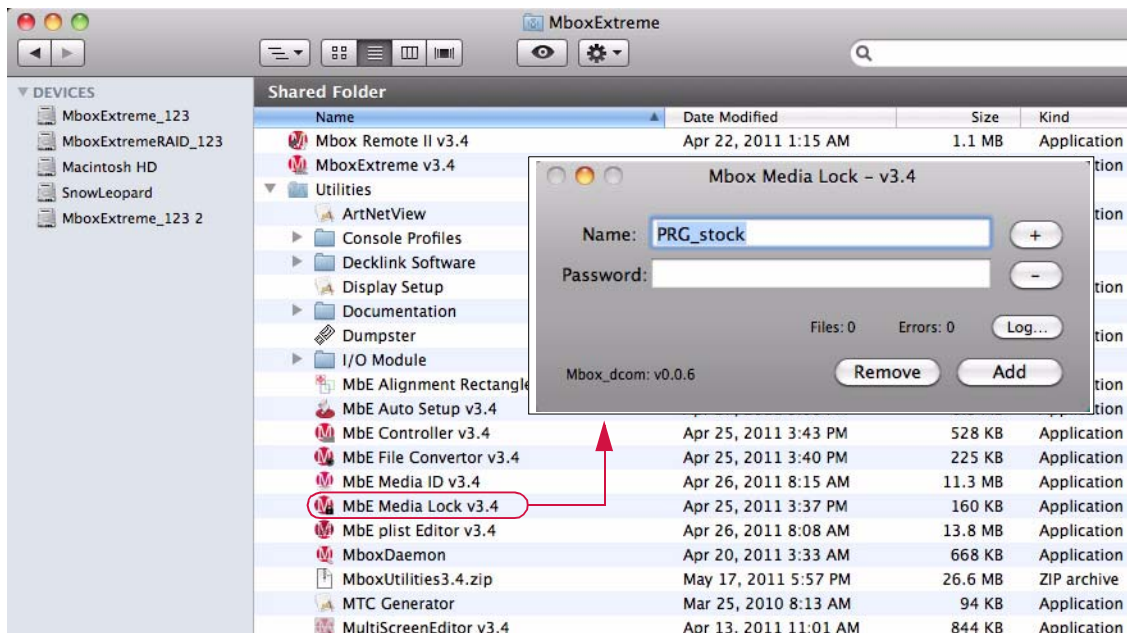 MboxExtreme
DEVICES
MboxExtreme_123
MboxExtremeRAID_123
Macintosh HD
SnowLeopard
MboxExtreme_123 2
Shared Folder
Name Date Modified Size Kind
Mbox Remote II v3.4 Apr 22, 2011 1:15 AM 1.1 MB Application
MboxExtreme v3.4
Utilities
ArtNetView
Console Profiles
Decklink Software
Display Setup
Documentation
Dumpster
I/O Module
MbE Alignment Rectangle
MbE Auto Setup v3.4
MbE Controller v3.4 Apr 25, 2011 3:43 PM 528 KB Application
MbE File Convertor v3.4 Apr 25, 2011 3:40 PM 225 KB Application
MbE Media ID v3.4 Apr 26, 2011 8:15 AM 11.3 MB Application
MbE Media Lock v3.4 Apr 25, 2011 3:37 PM 160 KB Application
MbE plist Editor v3.4 Apr 26, 2011 8:08 AM 13.8 MB Application
MboxDaemon Apr 20, 2011 3:33 AM 668 KB Application
MboxUtilities3.4.zip May 17, 2011 5:57 PM 26.6 MB ZIP archive
MTC Generator Mar 25, 2010 8:13 AM 94 KB Application
MultiScreenEditor v3.4 Apr 13, 2011 11:01 AM 844 KB Application
Mbox Media Lock – v3.4
Name: PRG_stock +
Password: -
Files: 0 Errors: 0 Log...
Mbox_dcom: v0.0.6 Remove Add